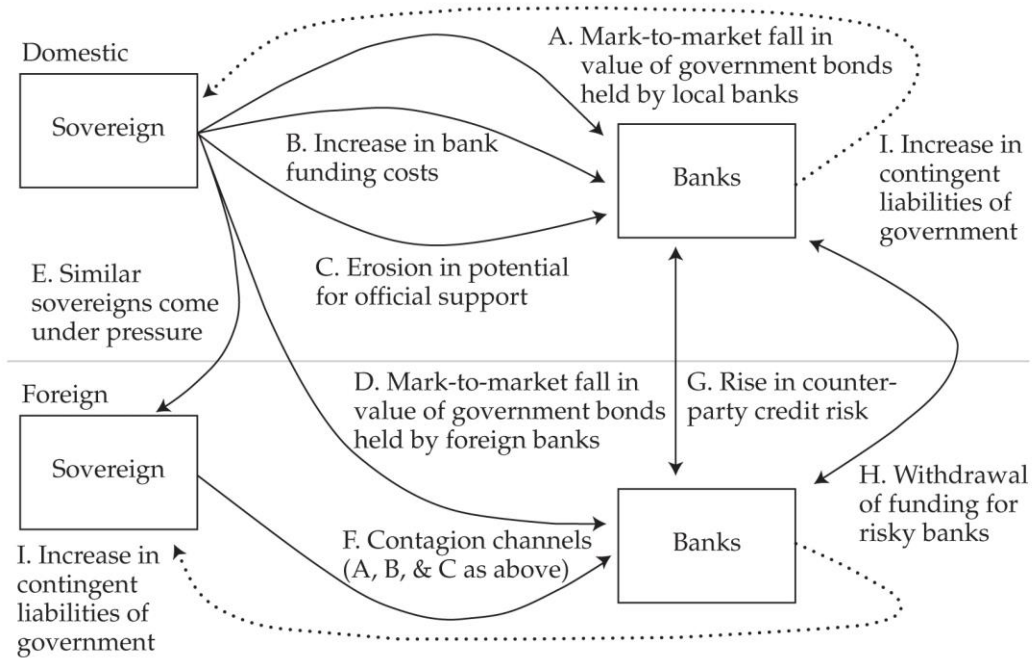 Domestic
Sovereign
A. Mark-to-market fall in
value of government bonds
held by local banks
B. Increase in bank
funding costs
Banks
I. Increase in
contingent
liabilities of
government
C. Erosion in potential
for official support
E. Similar
sovereigns come
under pressure
Foreign
Sovereign
D. Mark-to-market fall in
value of government bonds
held by foreign banks
G. Rise in counter-
party credit risk
H. Withdrawal
of funding for
risky banks
Banks
F. Contagion channels
(A, B, & C as above)
I. Increase in
contingent
liabilities of
government